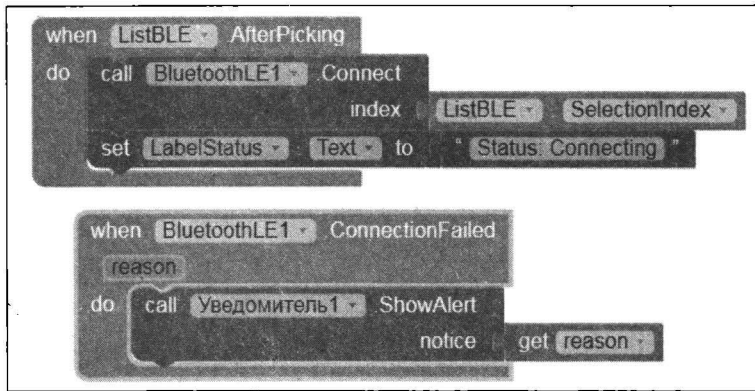 when ListBLE .AfterPicking
do call BluetoothLE1 .Connect
index ListBLE . SelectionIndex
set LabelStatus . Text to " Status: Connecting "
when BluetoothLE1 .ConnectionFailed
reason
do call Уведомитель1 .ShowAlert
notice get reason